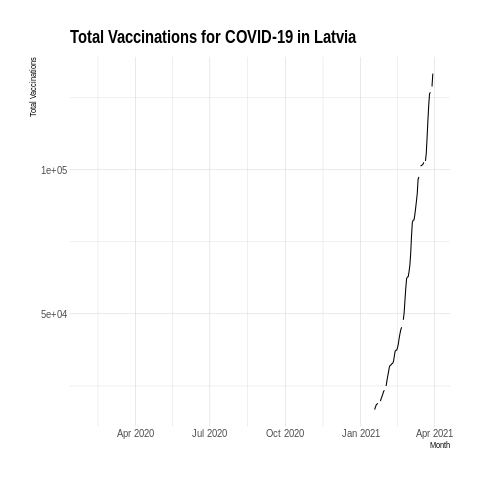 Total Vaccinations for COVID-19 in Latvia
Total Vaccinations
1e+05
5e+04
Apr 2020 Jul 2020 Oct 2020 Jan 2021 Apr 2021
Month